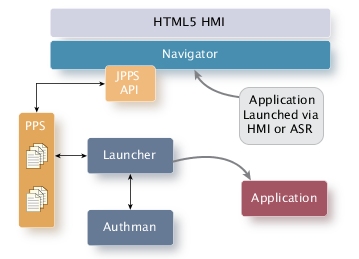 HTML5 HMI
Navigator
JPPS
API
PPS
Application
Launched via
HMI or ASR
Launcher
Application
Authman